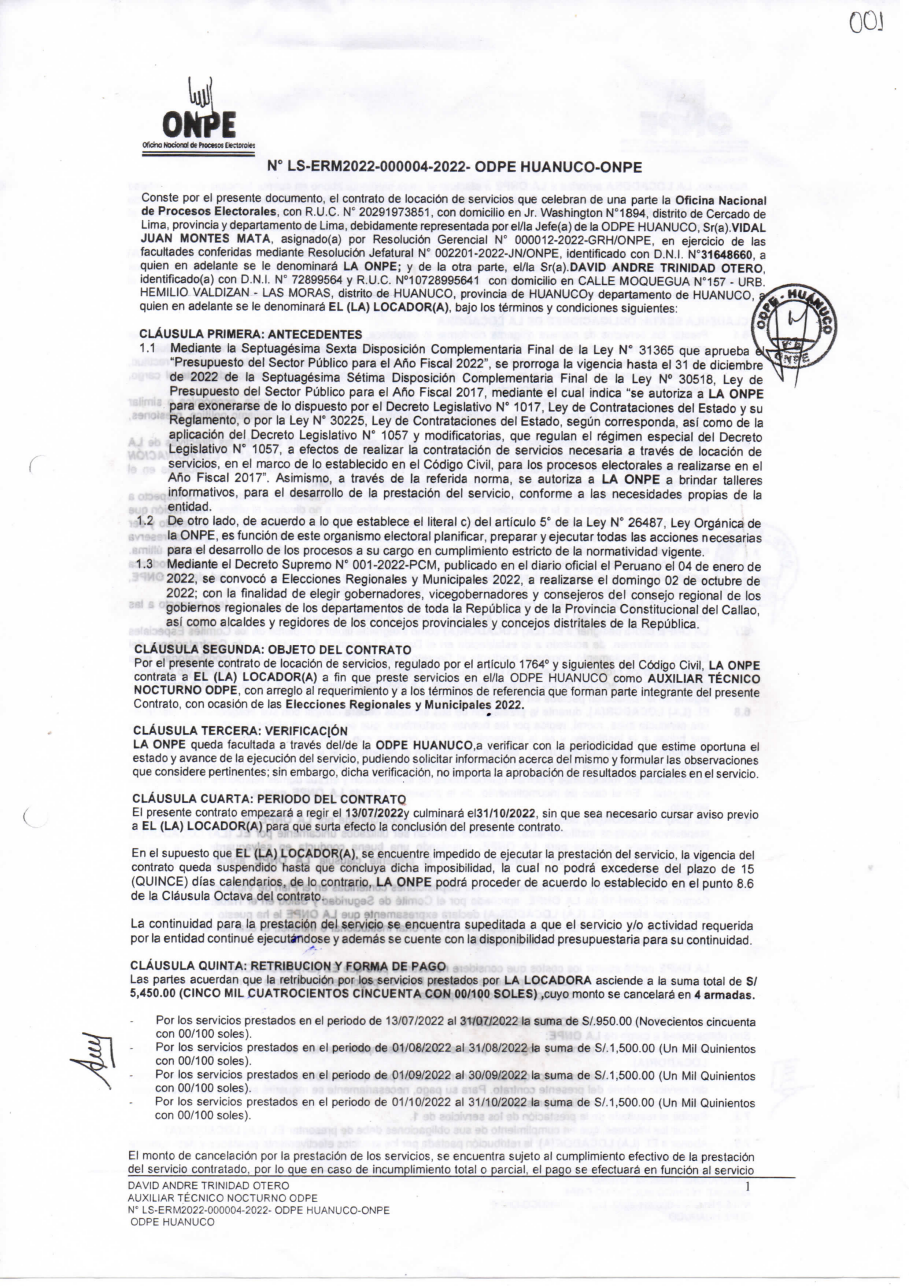 001
ONPE
Oficina Nacional de Procesos Electorales
N° LS-ERM2022-000004-2022- ODPE HUANUCO-ONPE
Conste por el presente documento, el contrato de locación de servicios que celebran de una parte la Oficina Nacional
de Procesos Electorales, con R.U.C. N° 20291973851, con domicilio en Jr. Washington N°1894, distrito de Cercado de
Lima, provincia y departamento de Lima, debidamente representada por el/la Jefe(a) de la ODPE HUANUCO, Sr(a).VIDAL
JUAN MONTES MATA, asignado(a) por Resolución Gerencial N° 000012-2022-GRH/ONPE, en ejercicio de las
facultades conferidas mediante Resolución Jefatural N° 002201-2022-JN/ONPE, identificado con D.N.I. N°31648660, a
quien en adelante se le denominará LA ONPE; y de la otra parte, el/la Sr(a).DAVID ANDRE TRINIDAD OTERO,
identificado(a) con D.N.I. N° 72899564 y R.U.C. N°10728995641 con domicilio en CALLE MOQUEGUA N°157 - URB.
HEMILIO VALDIZAN - LAS MORAS, distrito de HUANUCO, provincia de HUANUCOy departamento de HUANUCO, a
quien en adelante se le denominará EL (LA) LOCADOR(A), bajo los términos y condiciones siguientes:
ODPE - HUANUCO
ONPE
CLÁUSULA PRIMERA: ANTECEDENTES
1.1 Mediante la Septuagésima Sexta Disposición Complementaria Final de la Ley N° 31365 que aprueba el
"Presupuesto del Sector Público para el Año Fiscal 2022", se prorroga la vigencia hasta el 31 de diciembre
de 2022 de la Septuagésima Sétima Disposición Complementaria Final de la Ley Nº 30518, Ley de
Presupuesto del Sector Público para el Año Fiscal 2017, mediante el cual indica "se autoriza a LA ONPE
para exonerarse de lo dispuesto por el Decreto Legislativo N° 1017, Ley de Contrataciones del Estado y su
Reglamento, o por la Ley N° 30225, Ley de Contrataciones del Estado, según corresponda, así como de la
aplicación del Decreto Legislativo N° 1057 y modificatorias, que regulan el régimen especial del Decreto
Legislativo N° 1057, a efectos de realizar la contratación de servicios necesaria a través de locación de
servicios, en el marco de lo establecido en el Código Civil, para los procesos electorales a realizarse en el
Año Fiscal 2017". Asimismo, a través de la referida norma, se autoriza a LA ONPE a brindar talleres
informativos, para el desarrollo de la prestación del servicio, conforme a las necesidades propias de la
entidad.
1.2 De otro lado, de acuerdo a lo que establece el literal c) del artículo 5° de la Ley N° 26487, Ley Orgánica de
la ONPE, es función de este organismo electoral planificar, preparar y ejecutar todas las acciones necesarias
para el desarrollo de los procesos a su cargo en cumplimiento estricto de la normatividad vigente.
1.3 Mediante el Decreto Supremo N° 001-2022-PCM, publicado en el diario oficial el Peruano el 04 de enero de
2022, se convocó a Elecciones Regionales y Municipales 2022, a realizarse el domingo 02 de octubre de
2022; con la finalidad de elegir gobernadores, vicegobernadores y consejeros del consejo regional de los
gobiernos regionales de los departamentos de toda la República y de la Provincia Constitucional del Callao,
así como alcaldes y regidores de los concejos provinciales y concejos distritales de la República.
CLÁUSULA SEGUNDA: OBJETO DEL CONTRATO
Por el presente contrato de locación de servicios, regulado por el artículo 1764º y siguientes del Código Civil, LA ONPE
contrata a EL (LA) LOCADOR(A) a fin que preste servicios en el/la ODPE HUANUCO como AUXILIAR TÉCNICO
NOCTURNO ODPE, con arreglo al requerimiento y a los términos de referencia que forman parte integrante del presente
Contrato, con ocasión de las Elecciones Regionales y Municipales 2022.
CLÁUSULA TERCERA: VERIFICACIÓN
LA ONPE queda facultada a través del/de la ODPE HUANUCO,a verificar con la periodicidad que estime oportuna el
estado y avance de la ejecución del servicio, pudiendo solicitar información acerca del mismo y formular las observaciones
que considere pertinentes; sin embargo, dicha verificación, no importa la aprobación de resultados parciales en el servicio.
CLÁUSULA CUARTA: PERIODO DEL CONTRATO
El presente contrato empezará a regir el 13/07/2022y culminará el31/10/2022, sin que sea necesario cursar aviso previo
a EL (LA) LOCADOR(A) para que surta efecto la conclusión del presente contrato.
En el supuesto que EL (LA) LOCADOR(A), se encuentre impedido de ejecutar la prestación del servicio, la vigencia del
contrato queda suspendido hasta que concluya dicha imposibilidad, la cual no podrá excederse del plazo de 15
(QUINCE) días calendarios, de lo contrario, LA ONPE podrá proceder de acuerdo lo establecido en el punto 8.6
de la Cláusula Octava del contrato.
La continuidad para la prestación del servicio se encuentra supeditada a que el servicio y/o actividad requerida
por la entidad continué ejecutándose y además se cuente con la disponibilidad presupuestaria para su continuidad.
CLÁUSULA QUINTA: RETRIBUCION Y FORMA DE PAGO
Las partes acuerdan que la retribución por los servicios prestados por LA LOCADORA asciende a la suma total de S/
5,450.00 (CINCO MIL CUATROCIENTOS CINCUENTA CON 00/100 SOLES) ,cuyo monto se cancelará en 4 armadas.
- Por los servicios prestados en el periodo de 13/07/2022 al 31/07/2022 la suma de S/.950.00 (Novecientos cincuenta
con 00/100 soles).
- Por los servicios prestados en el periodo de 01/08/2022 al 31/08/2022 la suma de S/.1,500.00 (Un Mil Quinientos
con 00/100 soles).
- Por los servicios prestados en el periodo de 01/09/2022 al 30/09/2022 la suma de S/.1,500.00 (Un Mil Quinientos
con 00/100 soles).
- Por los servicios prestados en el periodo de 01/10/2022 al 31/10/2022 la suma de S/.1,500.00 (Un Mil Quinientos
con 00/100 soles).
El monto de cancelación por la prestación de los servicios, se encuentra sujeto al cumplimiento efectivo de la prestación
del servicio contratado, por lo que en caso de incumplimiento total o parcial, el pago se efectuará en función al servicio
DAVID ANDRE TRINIDAD OTERO
1
AUXILIAR TÉCNICO NOCTURNO ODPE
N° LS-ERM2022-000004-2022- ODPE HUANUCO-ONPE
ODPE HUANUCO